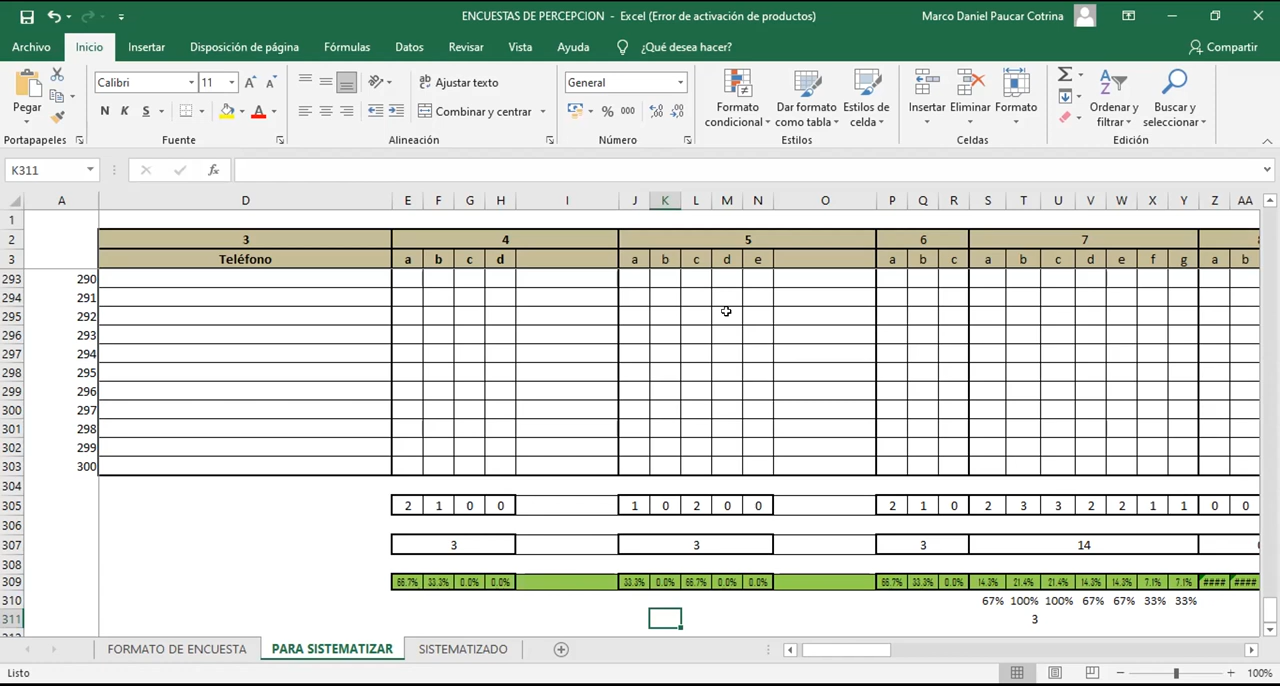 ENCUESTAS DE PERCEPCION - Excel (Error de activación de productos)
Marco Daniel Paucar Cotrina
Archivo Inicio Insertar Disposición de página Fórmulas Datos Revisar Vista Ayuda ¿Qué desea hacer? Compartir
Pegar
Calibri 11
N K S
Ajustar texto
Combinar y centrar
General
% 000
Formato condicional
Dar formato como tabla
Estilos de celda
Insertar
Eliminar
Formato
Ordenar y filtrar
Buscar y seleccionar
Portapapeles Fuente Alineación Número Estilos Celdas Edición
K311 fx
A D E F G H I J K L M N O P Q R S T U V W X Y Z AA
1
2 3 4 5 6 7
3 Teléfono a b c d a b c d e a b c a b c d e f g a b
293 290
294 291
295 292
296 293
297 294
298 295
299 296
300 297
301 298
302 299
303 300
304
305 2 1 0 0 1 0 2 0 0 2 1 0 2 3 3 2 2 1 1 0 0
306
307 3 3 3 14
308
309 66.7% 33.3% 0.0% 0.0% 33.3% 0.0% 66.7% 0.0% 0.0% 66.7% 33.3% 0.0% 14.3% 21.4% 21.4% 14.3% 14.3% 7.1% 7.1% #### ####
310 67% 100% 100% 67% 67% 33% 33%
311 3
FORMATO DE ENCUESTA PARA SISTEMATIZAR SISTEMATIZADO
Listo 100%